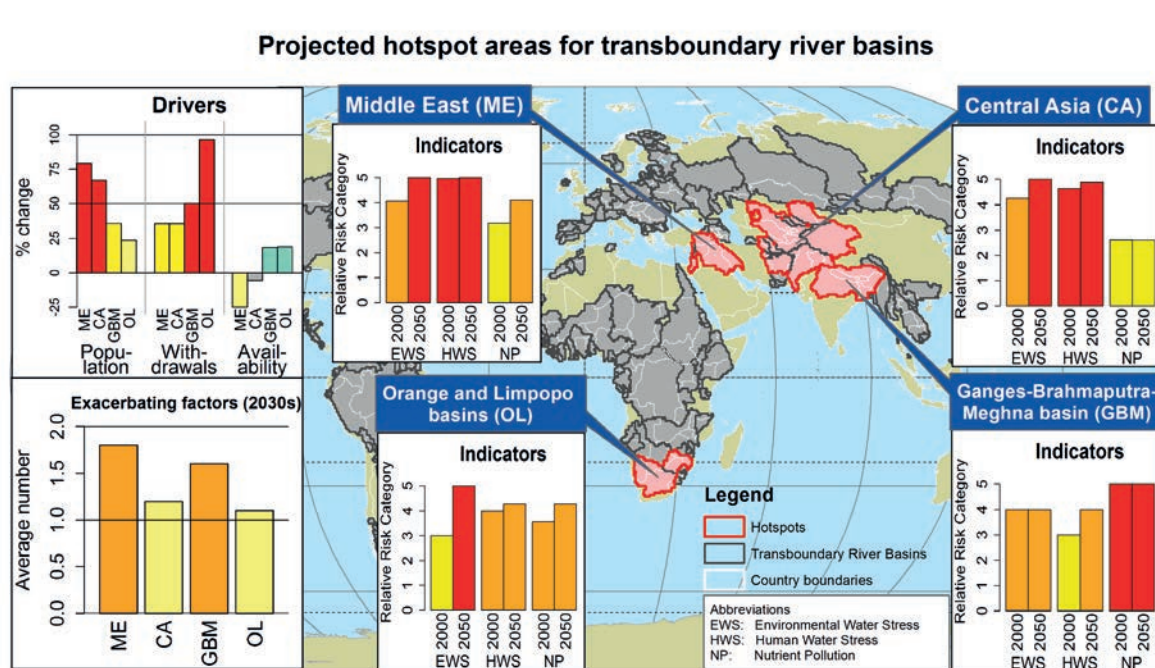 Projected hotspot areas for transboundary river basins
Drivers
% change
100
75
50
25
0
-25
ME
CA
GBM
OL
ME
CA
GBM
OL
ME
CA
GBM
OL
Popu-
lation
With-
drawals
Avail-
ability
Exacerbating factors (2030s)
Average number
2.0
1.5
1.0
0.5
0.0
ME
CA
GBM
OL
Middle East (ME)
Indicators
Relative Risk Category
5
4
3
2
1
0
2000
2050
2000
2050
2000
2050
EWS
HWS
NP
Central Asia (CA)
Indicators
Relative Risk Category
5
4
3
2
1
0
2000
2050
2000
2050
2000
2050
EWS
HWS
NP
Orange and Limpopo
basins (OL)
Indicators
Relative Risk Category
5
4
3
2
1
0
2000
2050
2000
2050
2000
2050
EWS
HWS
NP
Ganges-Brahmaputra-
Meghna basin (GBM)
Indicators
Relative Risk Category
5
4
3
2
1
0
2000
2050
2000
2050
2000
2050
EWS
HWS
NP
Legend
Hotspots
Transboundary River Basins
Country boundaries
Abbreviations
EWS: Environmental Water Stress
HWS: Human Water Stress
NP: Nutrient Pollution